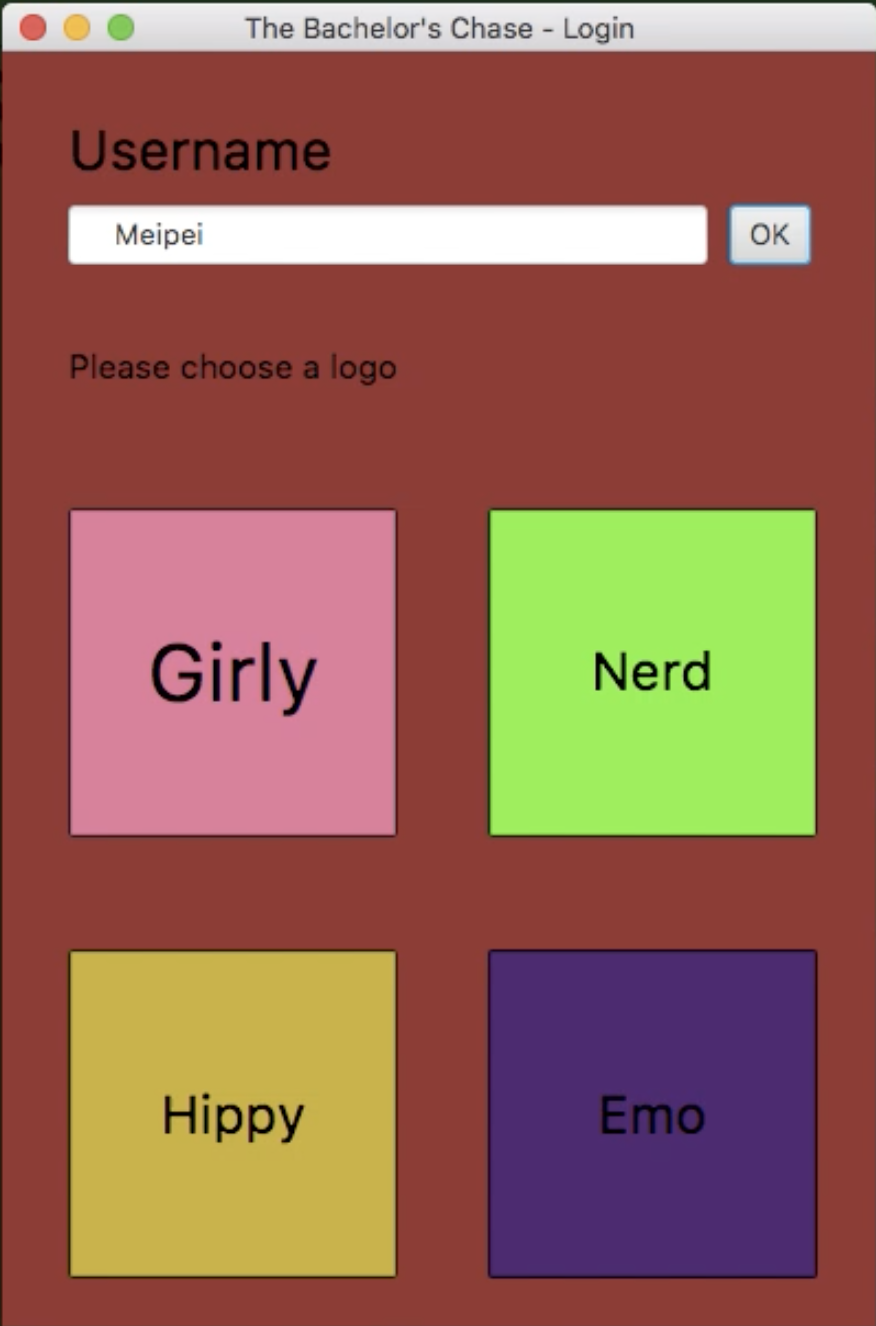 The Bachelor's Chase - Login
Username
Meipei OK
Please choose a logo
Girly Nerd
Hippy Emo